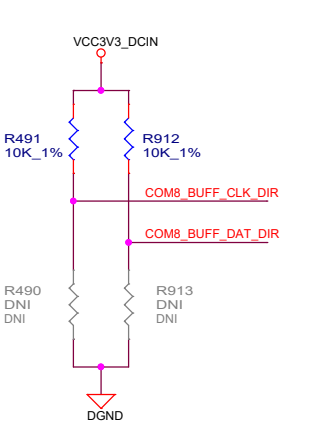 VCC3V3_DCIN
R491
10K_1%
R912
10K_1%
COM8_BUFF_CLK_DIR
COM8_BUFF_DAT_DIR
R490
DNI
DNI
R913
DNI
DNI
DGND